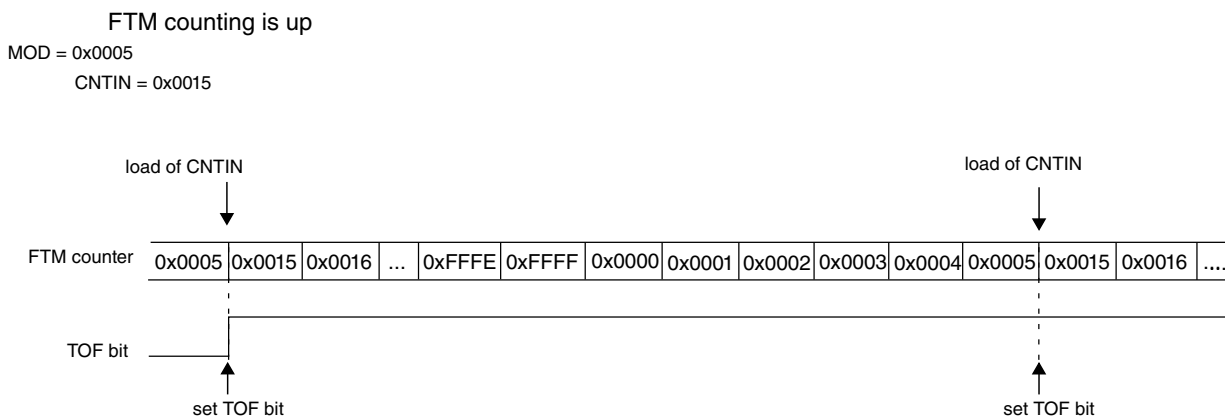 FTM counting is up
MOD = 0x0005
CNTIN = 0x0015
load of CNTIN load of CNTIN
FTM counter 0x0005 0x0015 0x0016 ... 0xFFFE 0xFFFF 0x0000 0x0001 0x0002 0x0003 0x0004 0x0005 0x0015 0x0016 ....
TOF bit
set TOF bit set TOF bit